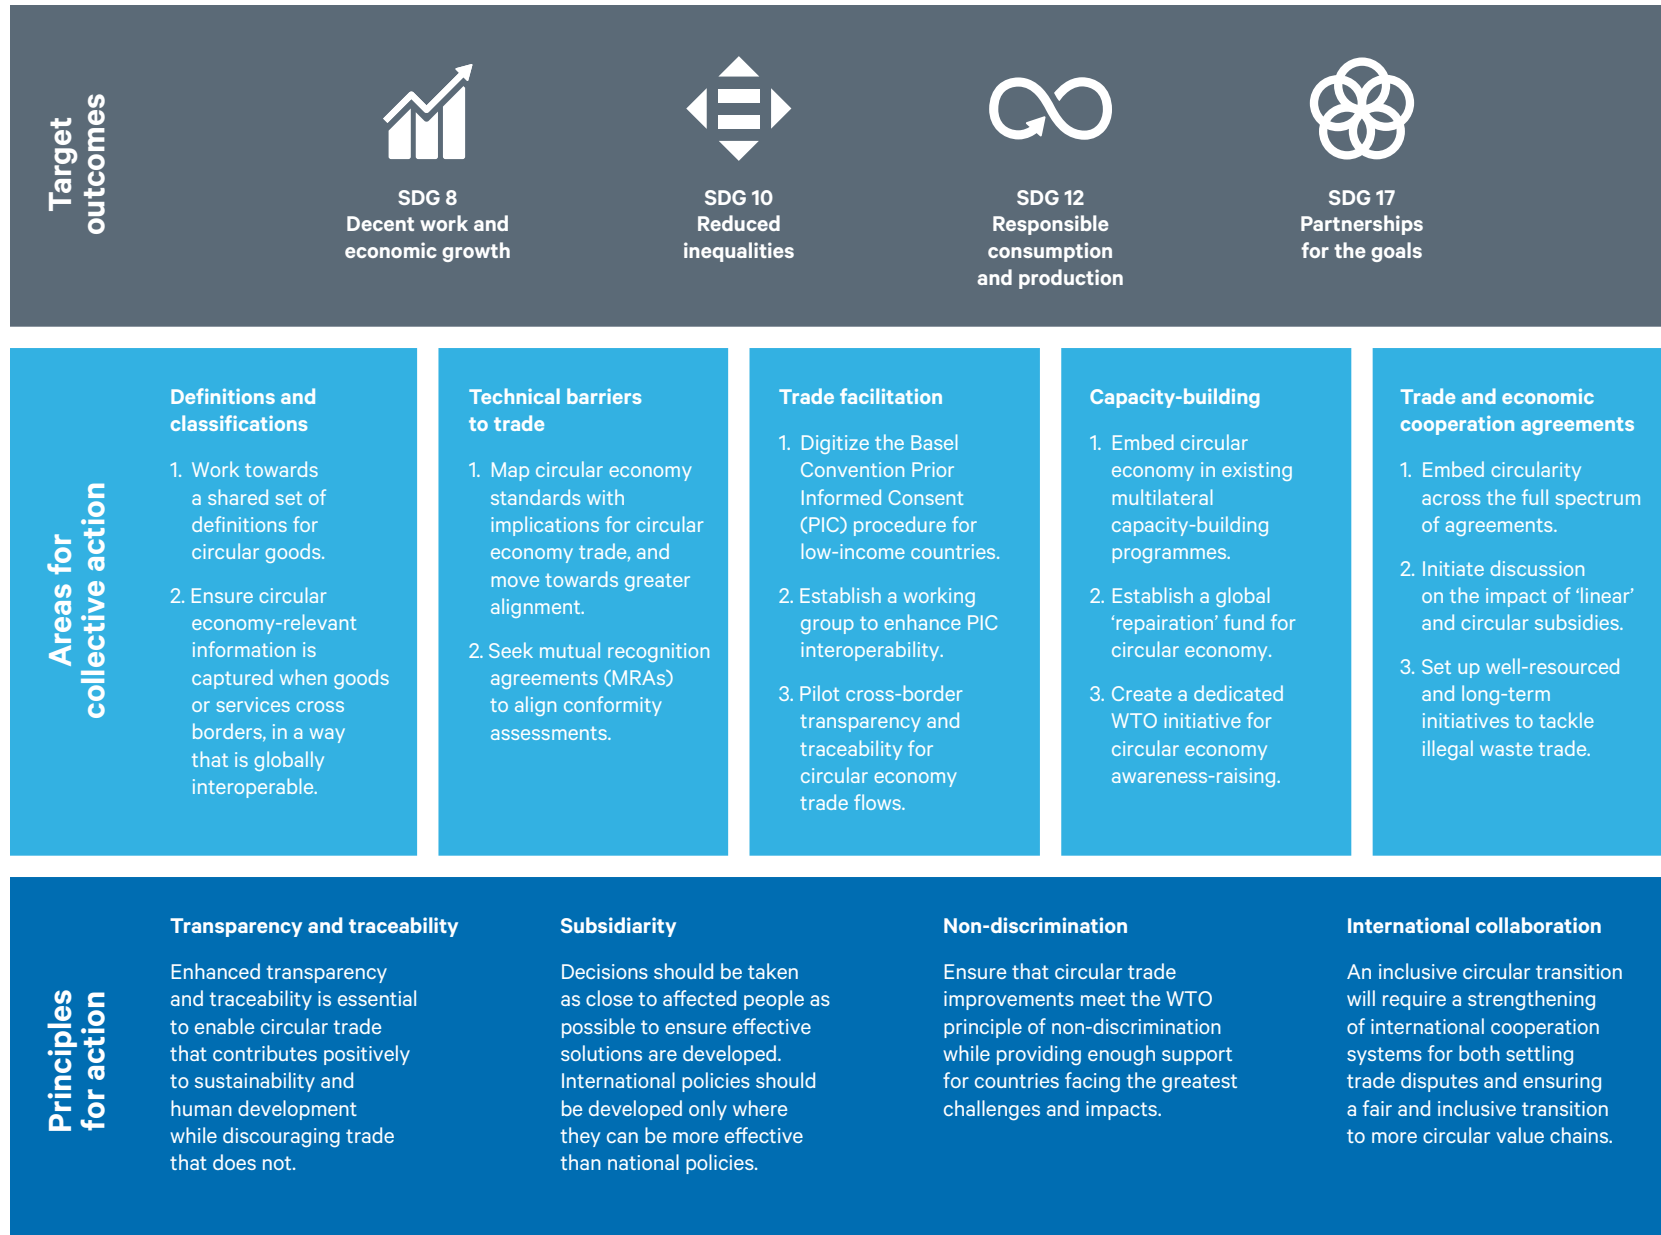 Target
outcomes
SDG 8
Decent work and
economic growth
SDG 10
Reduced
inequalities
SDG 12
Responsible
consumption
and production
SDG 17
Partnerships
for the goals
Areas for
collective action
Definitions and
classifications
1. Work towards
a shared set of
definitions for
circular goods.
2. Ensure circular
economy-relevant
information is
captured when goods
or services cross
borders, in a way
that is globally
interoperable.
Technical barriers
to trade
1. Map circular economy
standards with
implications for circular
economy trade, and
move towards greater
alignment.
2. Seek mutual recognition
agreements (MRAs)
to align conformity
assessments.
Trade facilitation
1. Digitize the Basel
Convention Prior
Informed Consent
(PIC) procedure for
low-income countries.
2. Establish a working
group to enhance PIC
interoperability.
3. Pilot cross-border
transparency and
traceability for
circular economy
trade flows.
Capacity-building
1. Embed circular
economy in existing
multilateral
capacity-building
programmes.
2. Establish a global
‘repairation’ fund for
circular economy.
3. Create a dedicated
WTO initiative for
circular economy
awareness-raising.
Trade and economic
cooperation agreements
1. Embed circularity
across the full spectrum
of agreements.
2. Initiate discussion
on the impact of ‘linear’
and circular subsidies.
3. Set up well-resourced
and long-term
initiatives to tackle
illegal waste trade.
Principles
for action
Transparency and traceability
Enhanced transparency
and traceability is essential
to enable circular trade
that contributes positively
to sustainability and
human development
while discouraging trade
that does not.
Subsidiarity
Decisions should be taken
as close to affected people as
possible to ensure effective
solutions are developed.
International policies should
be developed only where
they can be more effective
than national policies.
Non-discrimination
Ensure that circular trade
improvements meet the WTO
principle of non-discrimination
while providing enough support
for countries facing the greatest
challenges and impacts.
International collaboration
An inclusive circular transition
will require a strengthening
of international cooperation
systems for both settling
trade disputes and ensuring
a fair and inclusive transition
to more circular value chains.